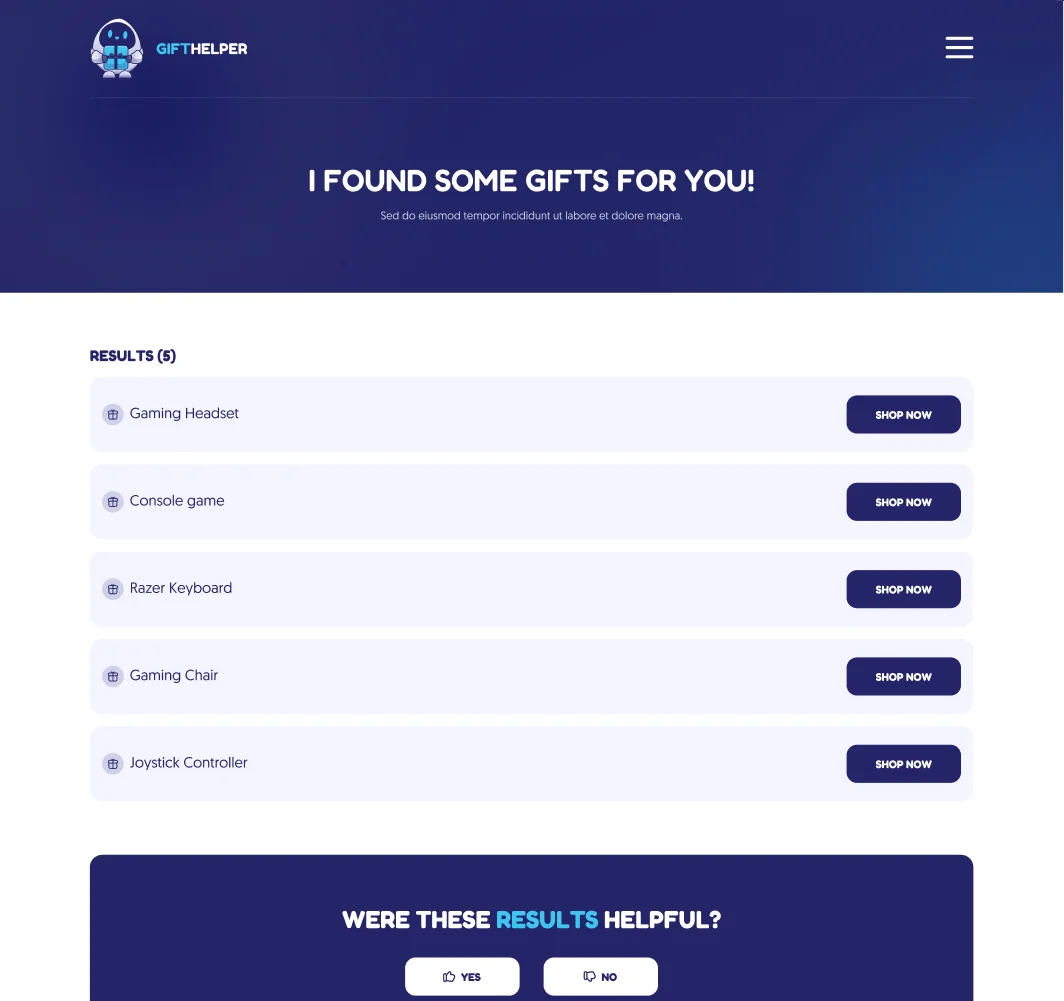 GIFTHELPER
I FOUND SOME GIFTS FOR YOU!
Sed do eiusmod tempor incididunt ut labore et dolore magna.
RESULTS (5)
Gaming Headset
SHOP NOW
Console game
SHOP NOW
Razer Keyboard
SHOP NOW
Gaming Chair
SHOP NOW
Joystick Controller
SHOP NOW
WERE THESE RESULTS HELPFUL?
YES
NO